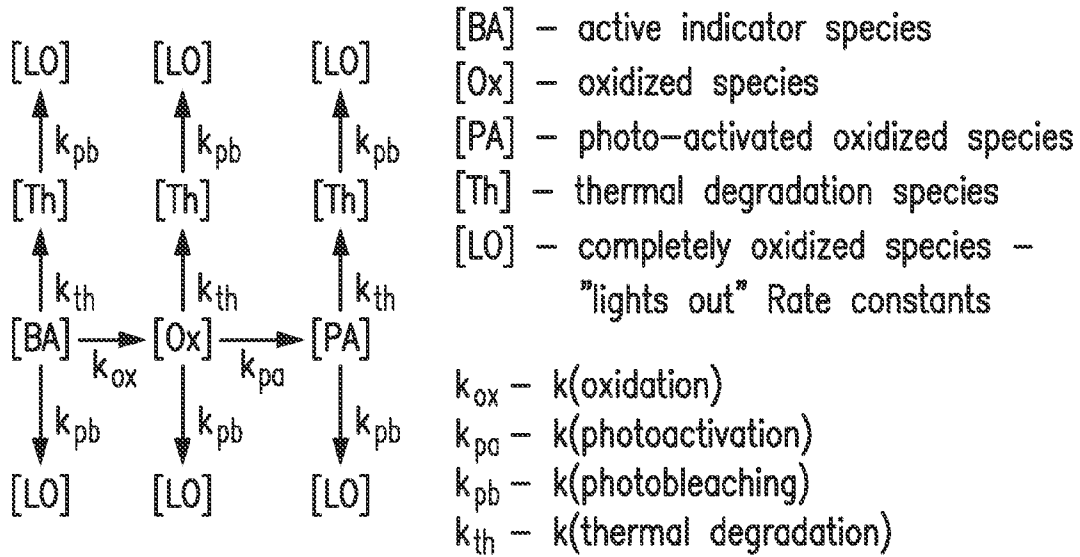 [LO] [LO] [LO]
k_pb k_pb k_pb
[Th] [Th] [Th]
k_th k_th k_th
[BA] [Ox] [PA]
k_ox k_pa
k_pb k_pb k_pb
[LO] [LO] [LO]
[BA] – active indicator species
[Ox] – oxidized species
[PA] – photo–activated oxidized species
[Th] – thermal degradation species
[LO] – completely oxidized species –
"lights out" Rate constants
k_ox – k(oxidation)
k_pa – k(photoactivation)
k_pb – k(photobleaching)
k_th – k(thermal degradation)